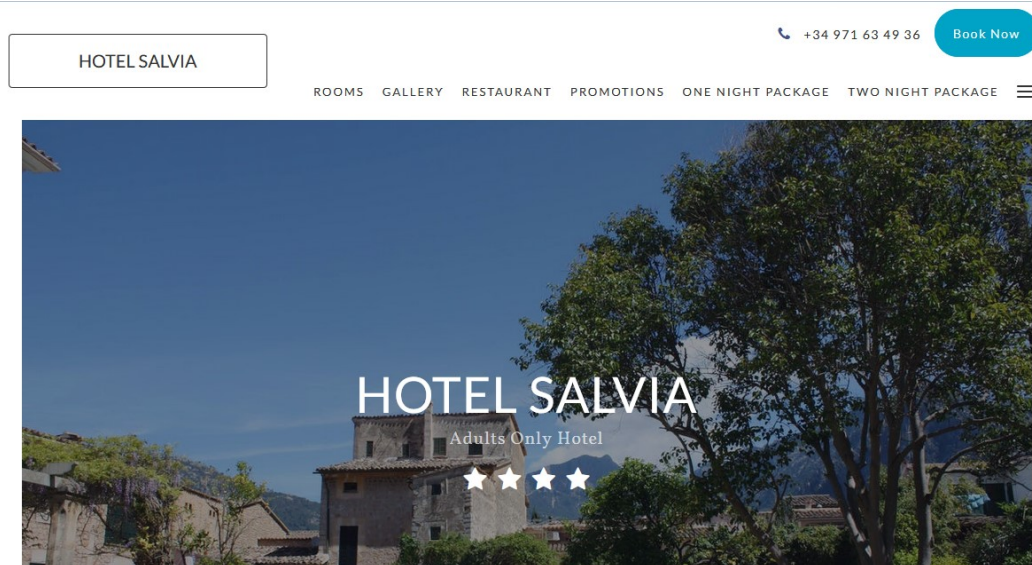 +34 971 63 49 36
Book Now
HOTEL SALVIA
ROOMS GALLERY RESTAURANT PROMOTIONS ONE NIGHT PACKAGE TWO NIGHT PACKAGE
HOTEL SALVIA
Adults Only Hotel